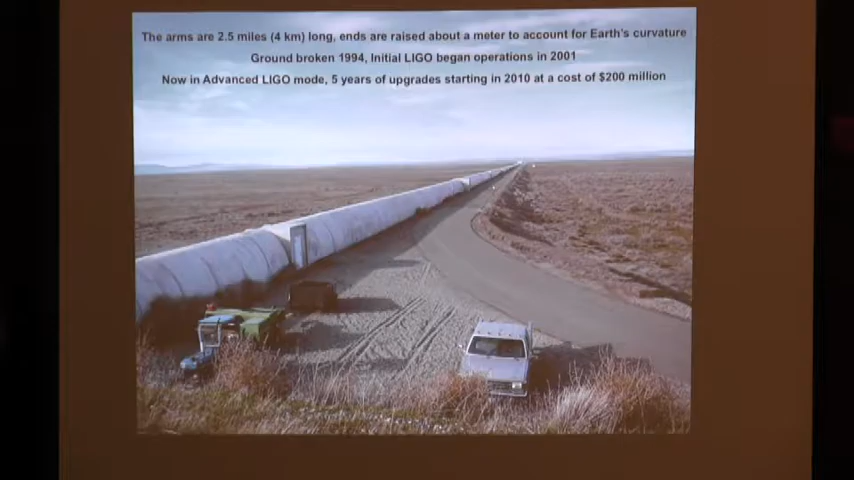 The arms are 2.5 miles (4 km) long, ends are raised about a meter to account for Earth's curvature
Ground broken 1994, Initial LIGO began operations in 2001
Now in Advanced LIGO mode, 5 years of upgrades starting in 2010 at a cost of $200 million